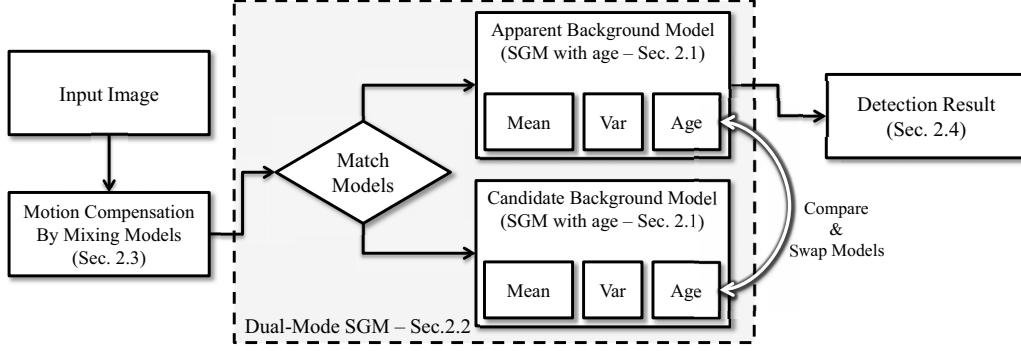 Input Image
Motion Compensation
By Mixing Models
(Sec. 2.3)
Match
Models
Apparent Background Model
(SGM with age – Sec. 2.1)
Mean
Var
Age
Candidate Background Model
(SGM with age – Sec. 2.1)
Mean
Var
Age
Dual-Mode SGM – Sec.2.2
Compare
&
Swap Models
Detection Result
(Sec. 2.4)